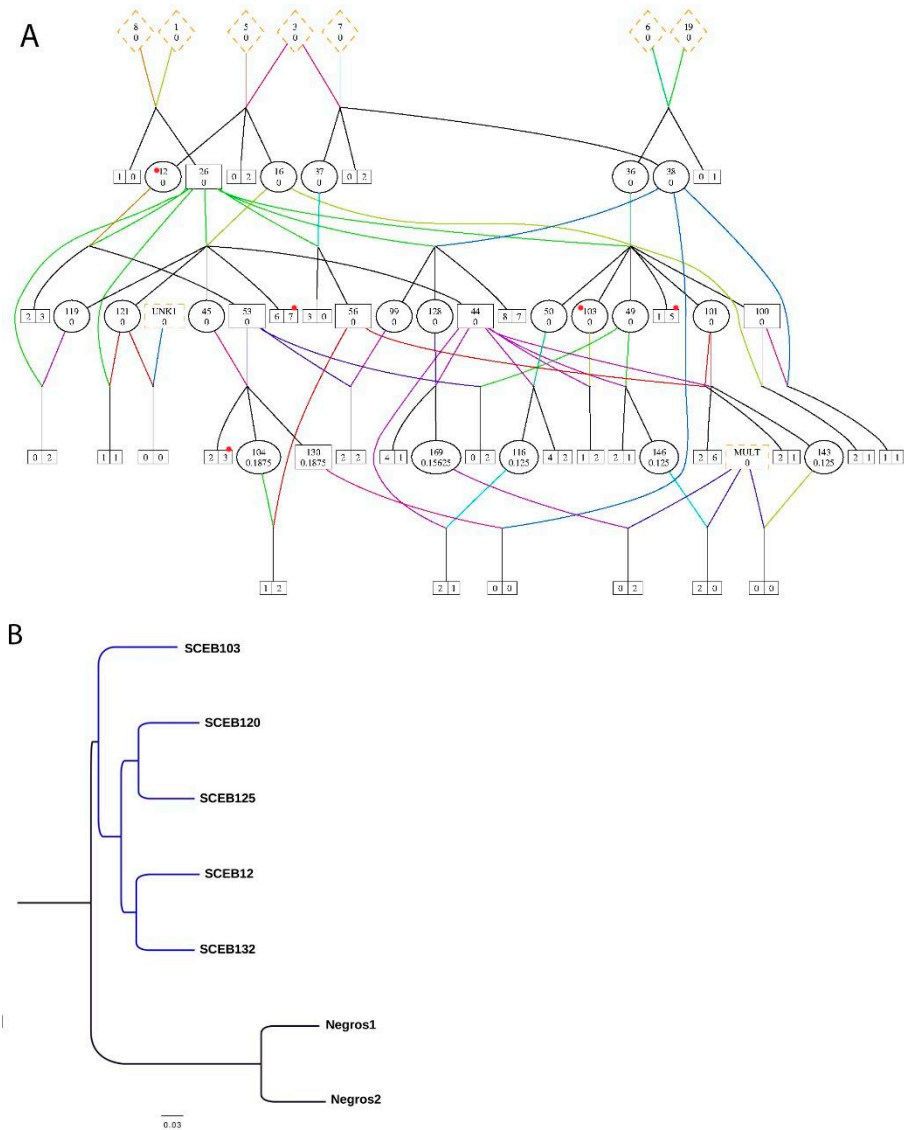 A
8 1 5 3 7 6 19
0 0 0 0 0 0 0
1 0 12 26 0 2 16 37 0 2 36 38 0 1
0 0 0 0 0 0
2 3 119 121 UNK1 45 53 6 7 3 0 56 99 128 44 8 7 50 103 49 1 5 101 100
0 0 0 0 0 0 0 0 0 0 0 0 0 0
0 2 1 1 0 0 2 3 104 130 2 2 4 1 169 0 2 116 4 2 1 2 2 1 146 2 6 MULT 2 1 143 2 1 1 1
0.1875 0.1875 0.15625 0.125 0.125 0 0.125
1 2 2 1 0 0 0 2 2 0 0 0
B
SCEB103
SCEB120
SCEB125
SCEB12
SCEB132
Negros1
Negros2
0.03